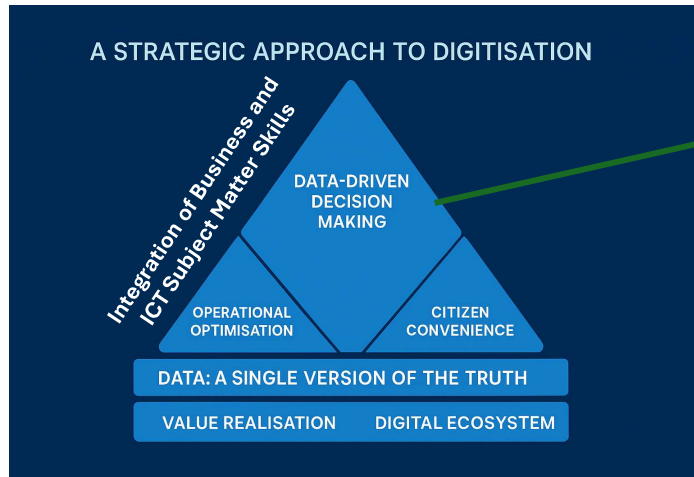 A STRATEGIC APPROACH TO DIGITISATION
Integration of Business and
ICT Subject Matter Skills
DATA-DRIVEN
DECISION
MAKING
OPERATIONAL
OPTIMISATION
CITIZEN
CONVENIENCE
DATA: A SINGLE VERSION OF THE TRUTH
VALUE REALISATION DIGITAL ECOSYSTEM